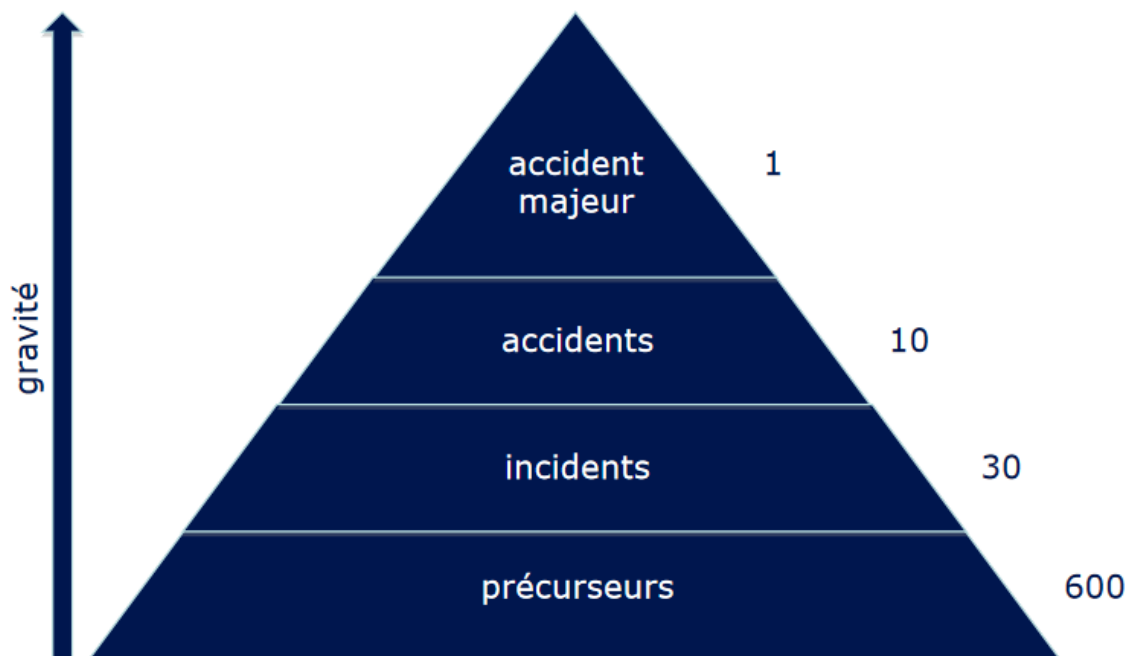 accident
majeur
1
accidents
10
gravité
incidents
30
précurseurs
600